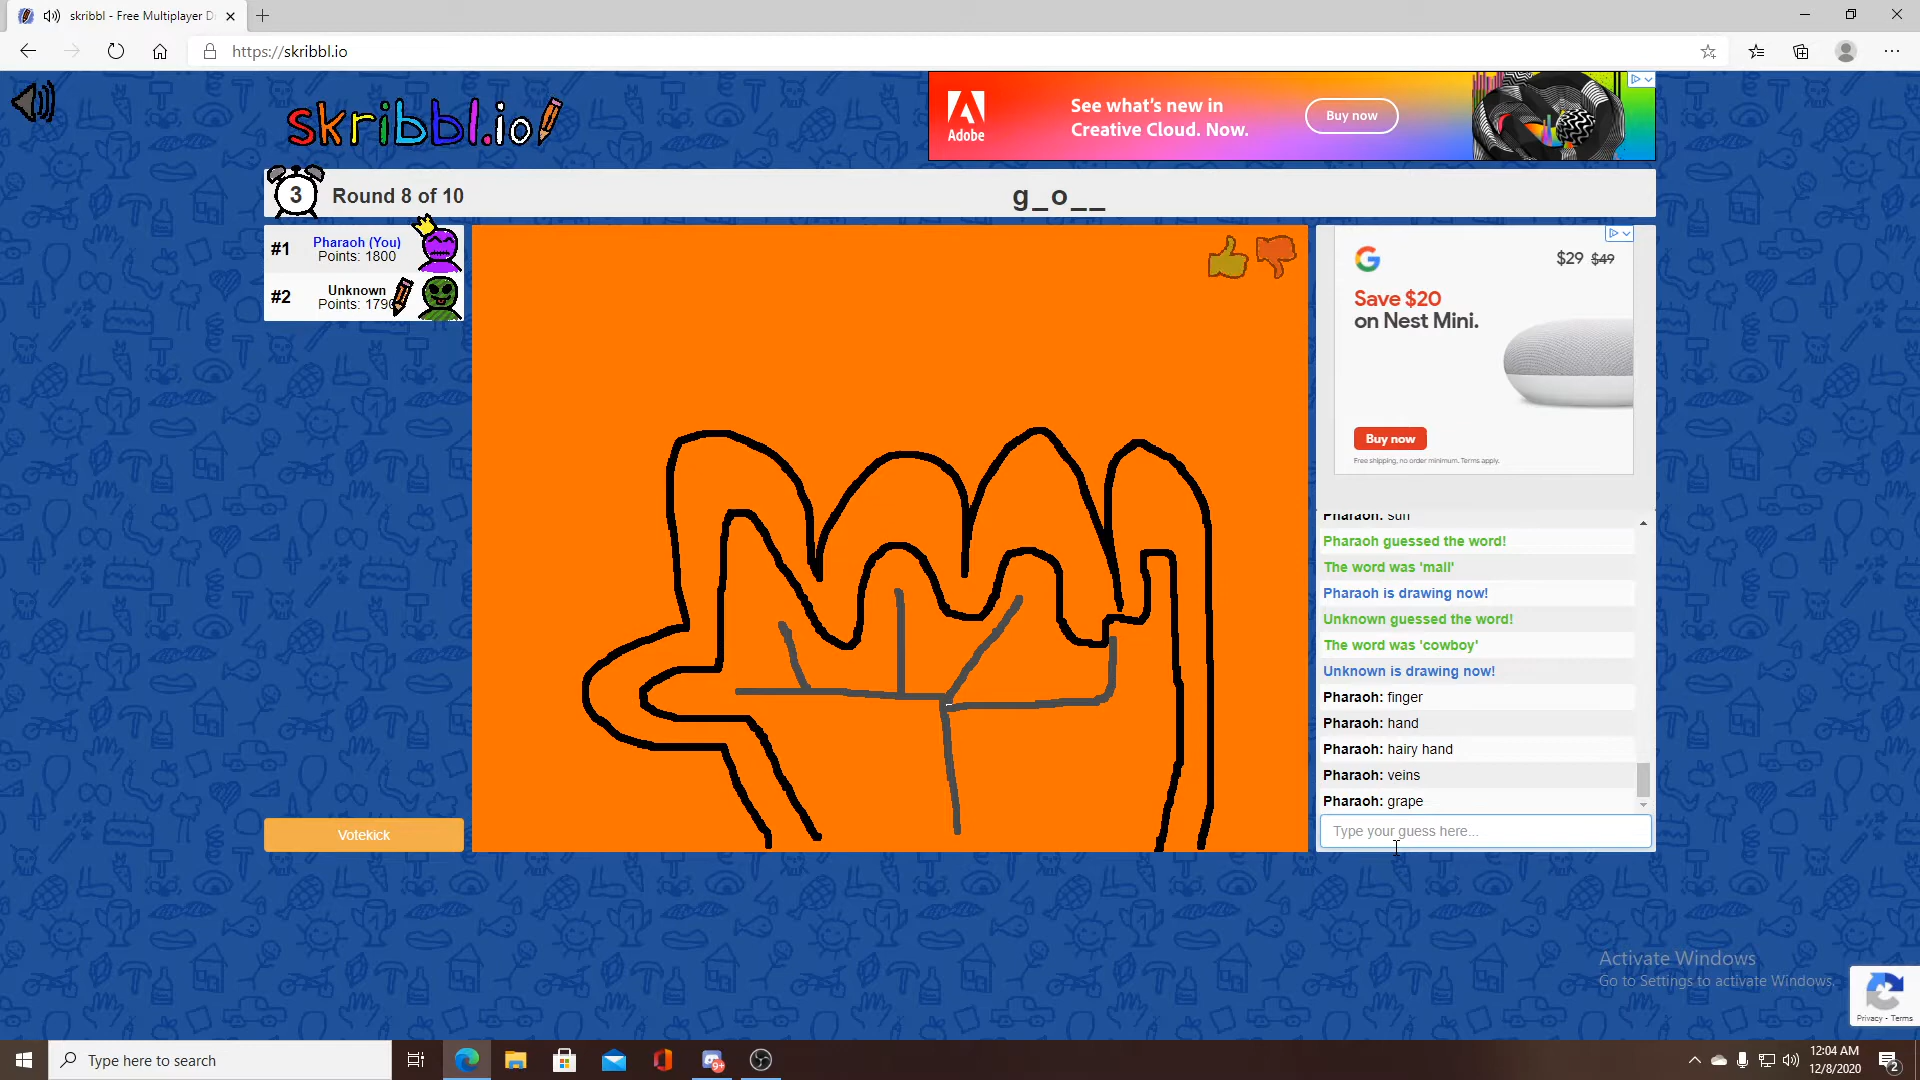 skribbl - Free Multiplayer D
https://skribbl.io
skribbl.io
Adobe
See what's new in
Creative Cloud. Now.
Buy now
3
Round 8 of 10
g_o__
#1
Pharaoh (You)
Points: 1800
#2
Unknown
Points: 1790
$29 $49
Save $20
on Nest Mini.
Buy now
Free shipping, no order minimum. Terms apply.
Pharaoh: sun
Pharaoh guessed the word!
The word was 'mall'
Pharaoh is drawing now!
Unknown guessed the word!
The word was 'cowboy'
Unknown is drawing now!
Pharaoh: finger
Pharaoh: hand
Pharaoh: hairy hand
Pharaoh: veins
Pharaoh: grape
Type your guess here...
Votekick
Activate Windows
Go to Settings to activate Windows.
Privacy - Terms
Type here to search
9+
12:04 AM
12/8/2020
2